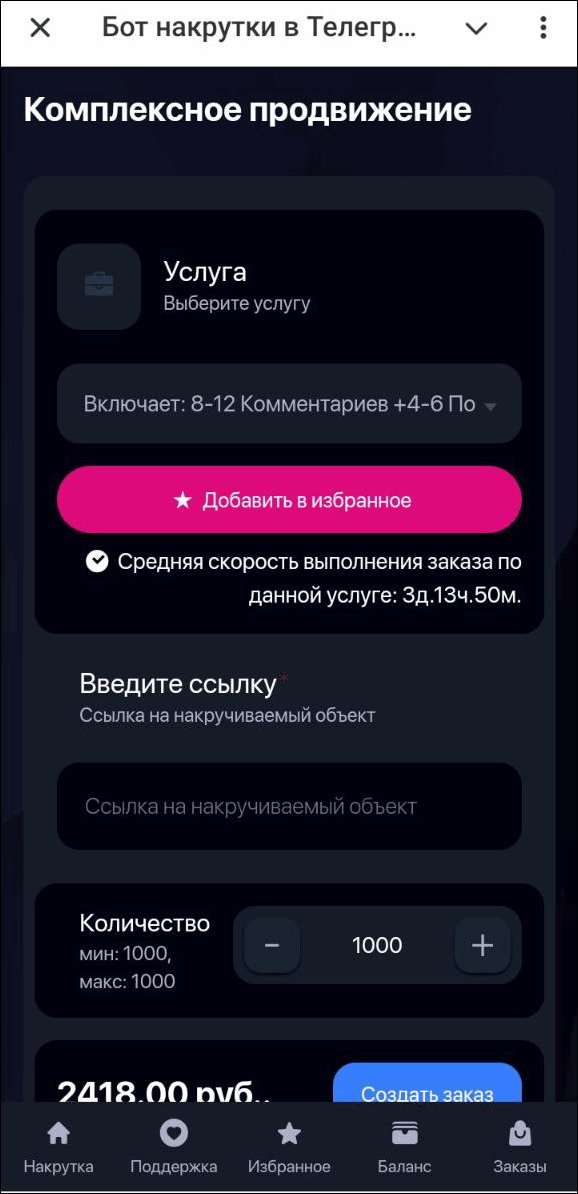 Бот накрутки в Телегр...
Комплексное продвижение
Услуга
Выберите услугу
Включает: 8-12 Комментариев +4-6 По
Добавить в избранное
Средняя скорость выполнения заказа по
данной услуге: 3д.13ч.50м.
Введите ссылку*
Ссылка на накручиваемый объект
Ссылка на накручиваемый объект
Количество
мин: 1000,
макс: 1000
− 1000 +
2418.00 руб..
Создать заказ
Накрутка Поддержка Избранное Баланс Заказы